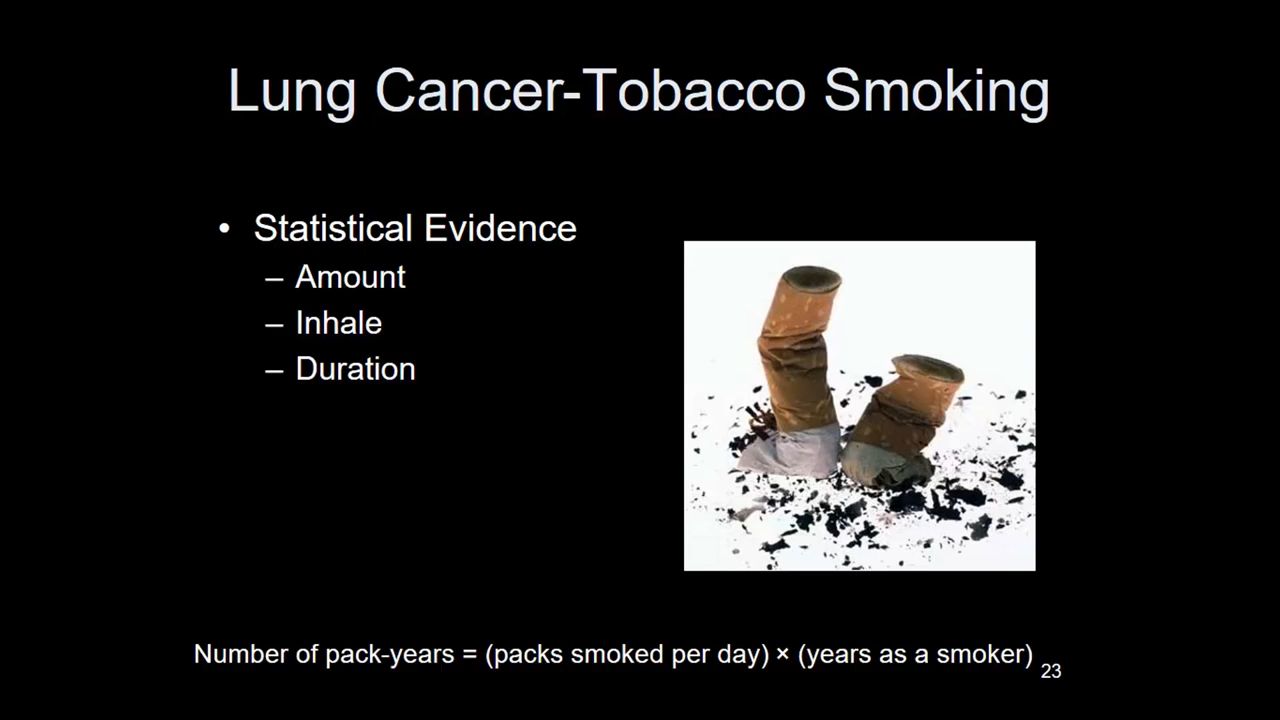 Lung Cancer-Tobacco Smoking
• Statistical Evidence
– Amount
– Inhale
– Duration
Number of pack-years = (packs smoked per day) × (years as a smoker)
23